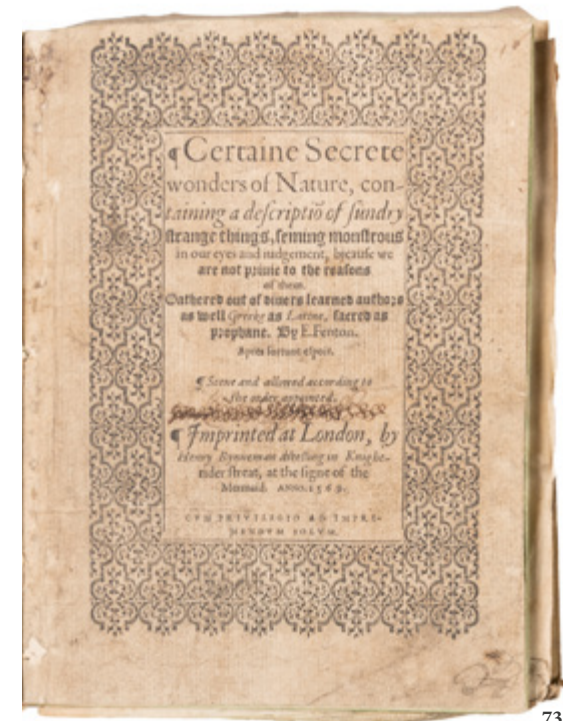 ¶ Certaine Secrete
wonders of Nature, con-
taining a deſcriptiō of ſundry
ſtrange things, ſeming monſtrous
in our eyes and iudgement, bicauſe we
are not priuie to the reaſons
of them.
Gathered out of diuers learned authors
as well Greeke as Latine, ſacred as
prophane. By E. Fenton.
Apres fortune eſpoir.
¶ Seene and allowed according to
the order appointed.
¶ Imprinted at London, by
Henry Bynneman dwelling in Knight-
rider ſtreat, at the ſigne of the
Mermaid. ANNO. 1569.
CVM PRIVILEGIO AD IMPRI-
MENDVM SOLVM.
73